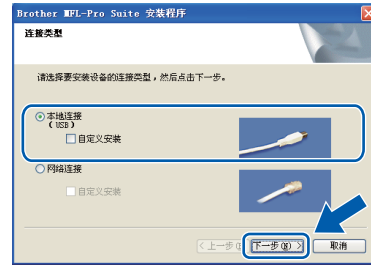 Brother MFL-Pro Suite 安装程序
连接类型
请选择要安装设备的连接类型，然后点击下一步。
本地连接
（USB）
自定义安装
网络连接
自定义安装
< 上一步(B) 下一步(N) > 取消